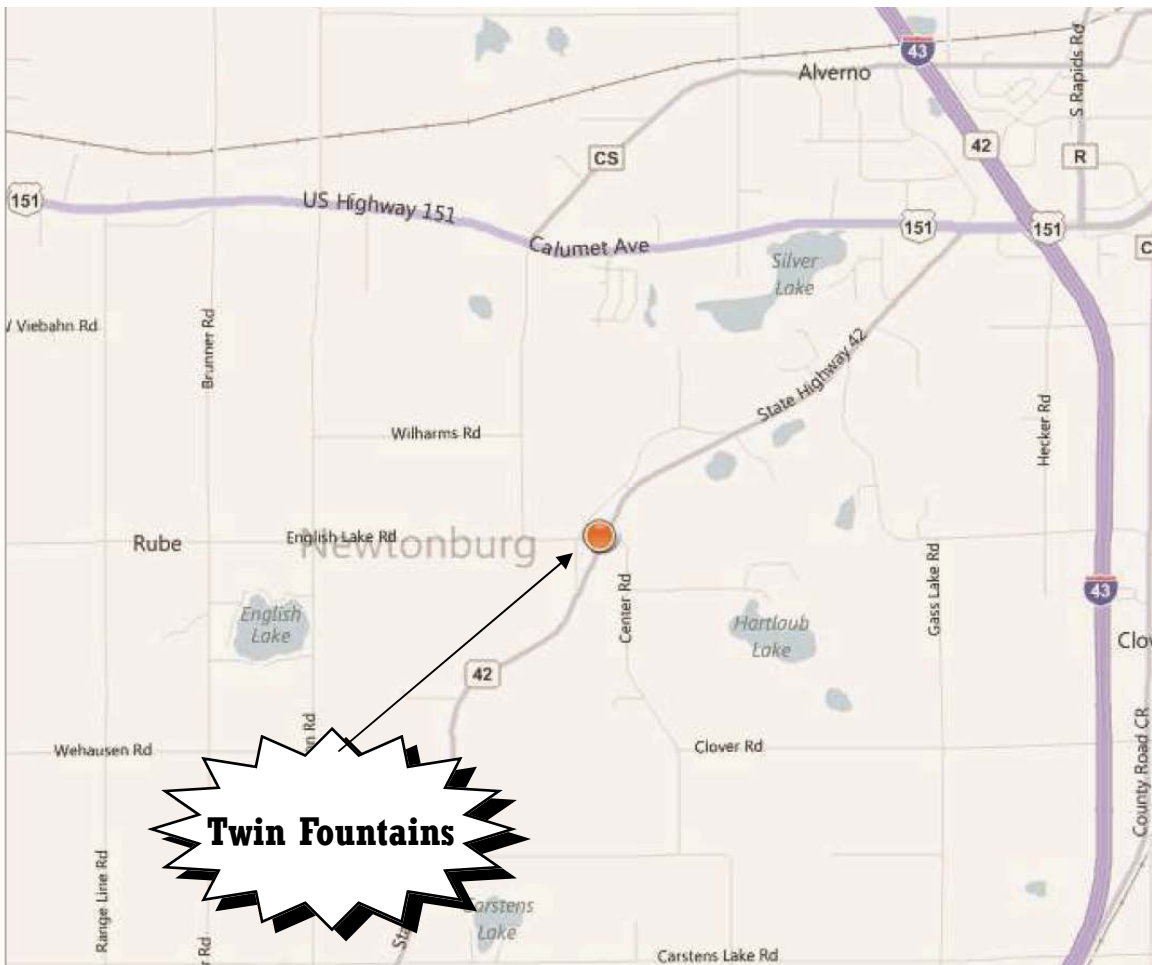 43
Alverno
S Rapids Rd
42
CS
R
151
US Highway 151
Calumet Ave
151
151
C
Silver
Lake
Viebahn Rd
Brunner Rd
State Highway 42
Hecker Rd
Wilharms Rd
Rube
English Lake Rd
Newtonburg
Center Rd
Gass Lake Rd
43
English
Lake
Hartlaub
Lake
Clo
42
Wehausen Rd
Rd
Clover Rd
County Road CR
Twin Fountains
Range Line Rd
Rd
Carstens
Lake
Carstens Lake Rd